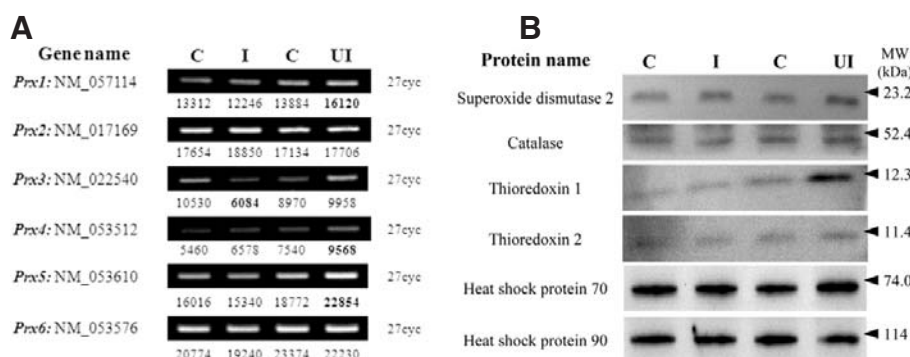 A
Gene name C I C UI
Prx1: NM_057114 27cyc
13312 12246 13884 16120
Prx2: NM_017169 27cyc
17654 18850 17134 17706
Prx3: NM_022540 27cyc
10530 6084 8970 9958
Prx4: NM_053512 27cyc
5460 6578 7540 9568
Prx5: NM_053610 27cyc
16016 15340 18772 22854
Prx6: NM_053576 27cyc
20774 19240 23374 22230
B
Protein name C I C UI MW
(kDa)
Superoxide dismutase 2 23.2
Catalase 52.4
Thioredoxin 1 12.3
Thioredoxin 2 11.4
Heat shock protein 70 74.0
Heat shock protein 90 114